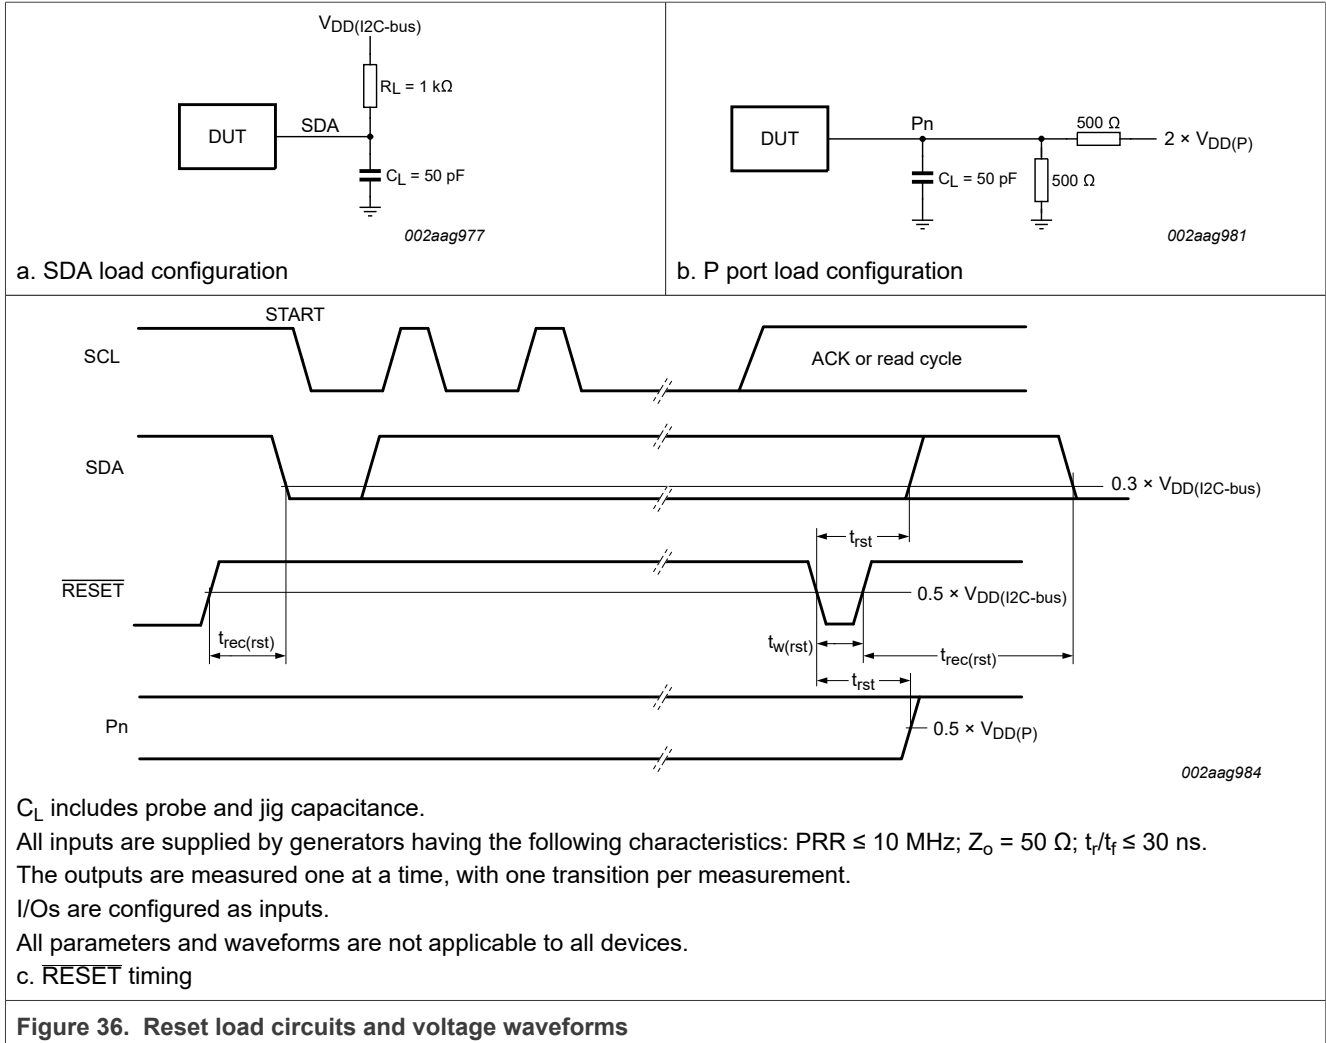 VDD(I2C-bus)
RL = 1 kΩ
DUT
SDA
CL = 50 pF
002aag977
a. SDA load configuration
DUT
Pn
500 Ω
2 × VDD(P)
CL = 50 pF
500 Ω
002aag981
b. P port load configuration
START
SCL
ACK or read cycle
SDA
0.3 × VDD(I2C-bus)
trst
RESET
0.5 × VDD(I2C-bus)
trec(rst)
tw(rst)
trec(rst)
trst
Pn
0.5 × VDD(P)
002aag984
CL includes probe and jig capacitance.
All inputs are supplied by generators having the following characteristics: PRR ≤ 10 MHz; Zo = 50 Ω; tr/tf ≤ 30 ns.
The outputs are measured one at a time, with one transition per measurement.
I/Os are configured as inputs.
All parameters and waveforms are not applicable to all devices.
c. RESET timing
Figure 36. Reset load circuits and voltage waveforms